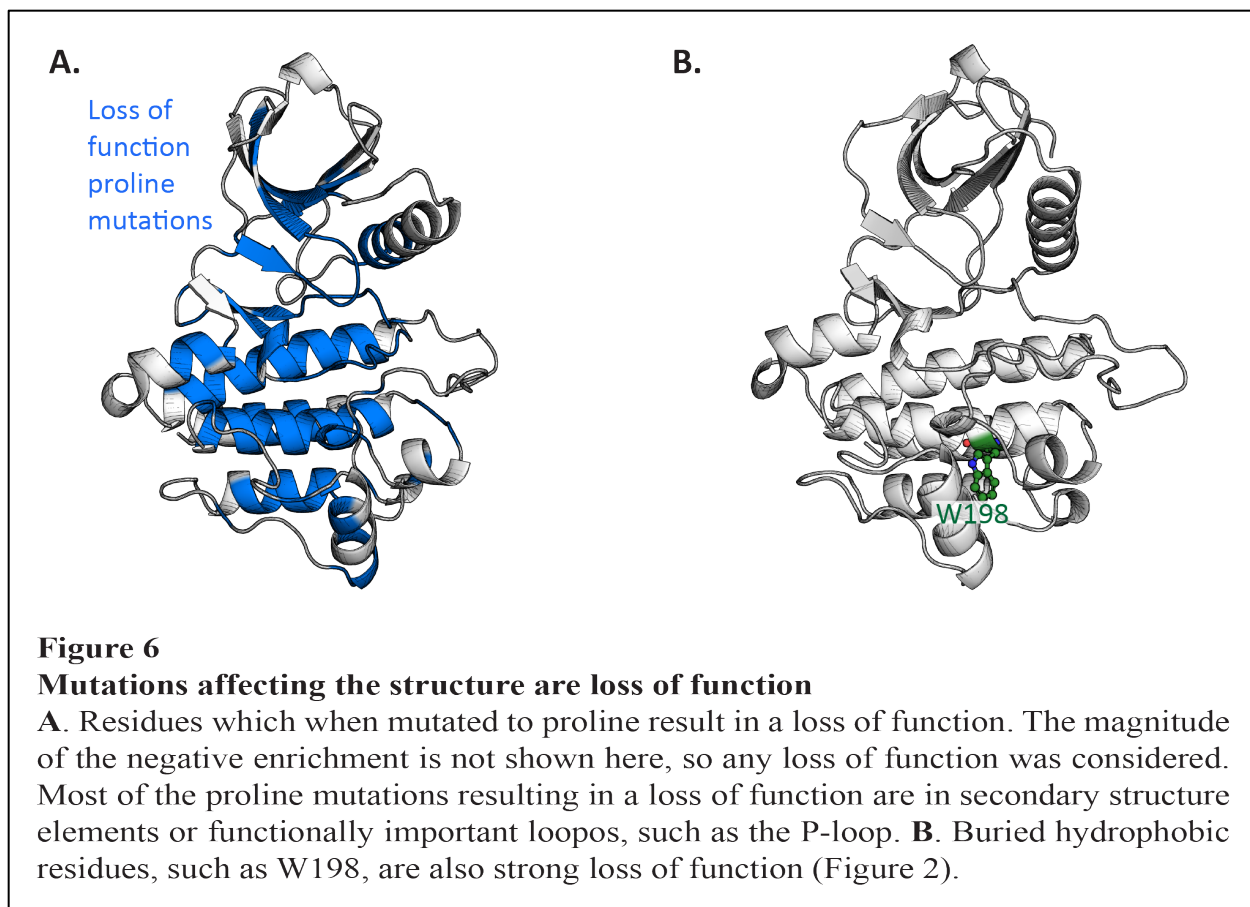 A.
Loss of
function
proline
mutations
B.
W198
Figure 6
Mutations affecting the structure are loss of function
A. Residues which when mutated to proline result in a loss of function. The magnitude
of the negative enrichment is not shown here, so any loss of function was considered.
Most of the proline mutations resulting in a loss of function are in secondary structure
elements or functionally important loopos, such as the P-loop. B. Buried hydrophobic
residues, such as W198, are also strong loss of function (Figure 2).